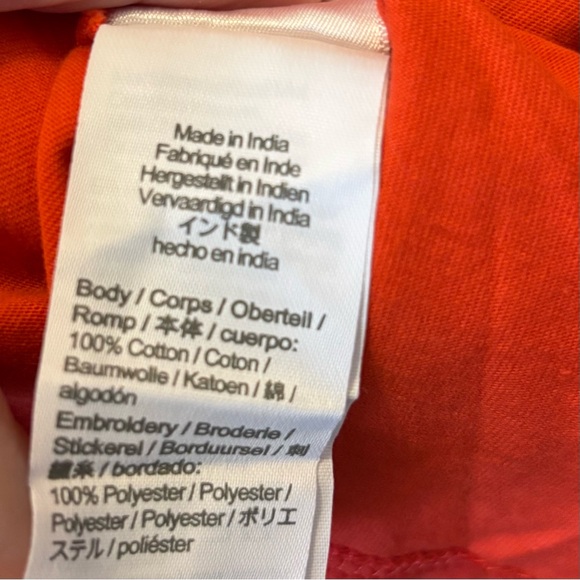 Made in India
Fabriqué en Inde
Hergestellt in Indien
Vervaardigd in India
インド製
hecho en india
Body / Corps / Oberteil /
Romp / 本体 / cuerpo:
100% Cotton / Coton /
Baumwolle / Katoen / 綿 /
algodón
Embroidery / Broderie /
Stickerei / Borduursel / 刺
繍糸 / bordado:
100% Polyester / Polyester /
Polyester / Polyester / ポリエ
ステル / poliéster